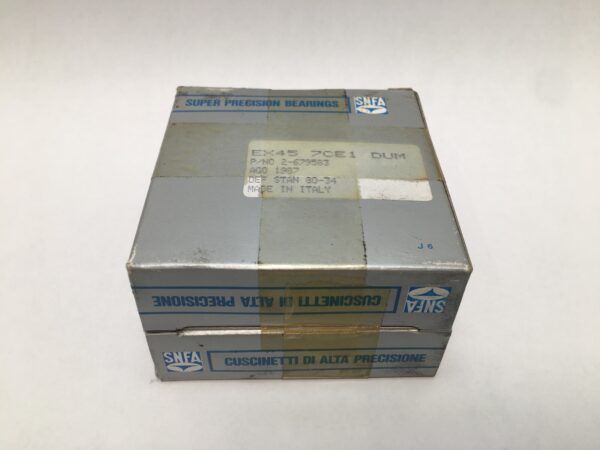 SUPER PRECISION BEARINGS
SNFA
EX45 7CE1 DUM
P/NO 2-679583
AGO 1987
DEF STAN 80-34
MADE IN ITALY
J 6
CUSCINETTI DI ALTA PRECISIONE
SNFA
SNFA
CUSCINETTI DI ALTA PRECISIONE